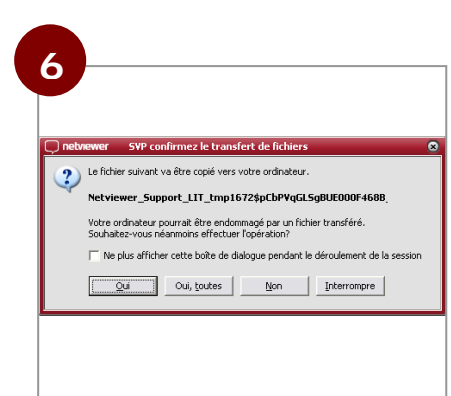 6
netviewer SVP confirmez le transfert de fichiers
Le fichier suivant va être copié vers votre ordinateur.
Netviewer_Support_LIT_tmp1672$pCbPVqGLSgBUE000F468B_
Votre ordinateur pourrait être endommagé par un fichier transféré.
Souhaitez-vous néanmoins effectuer l'opération?
Ne plus afficher cette boîte de dialogue pendant le déroulement de la session
Oui Oui, toutes Non Interrompre